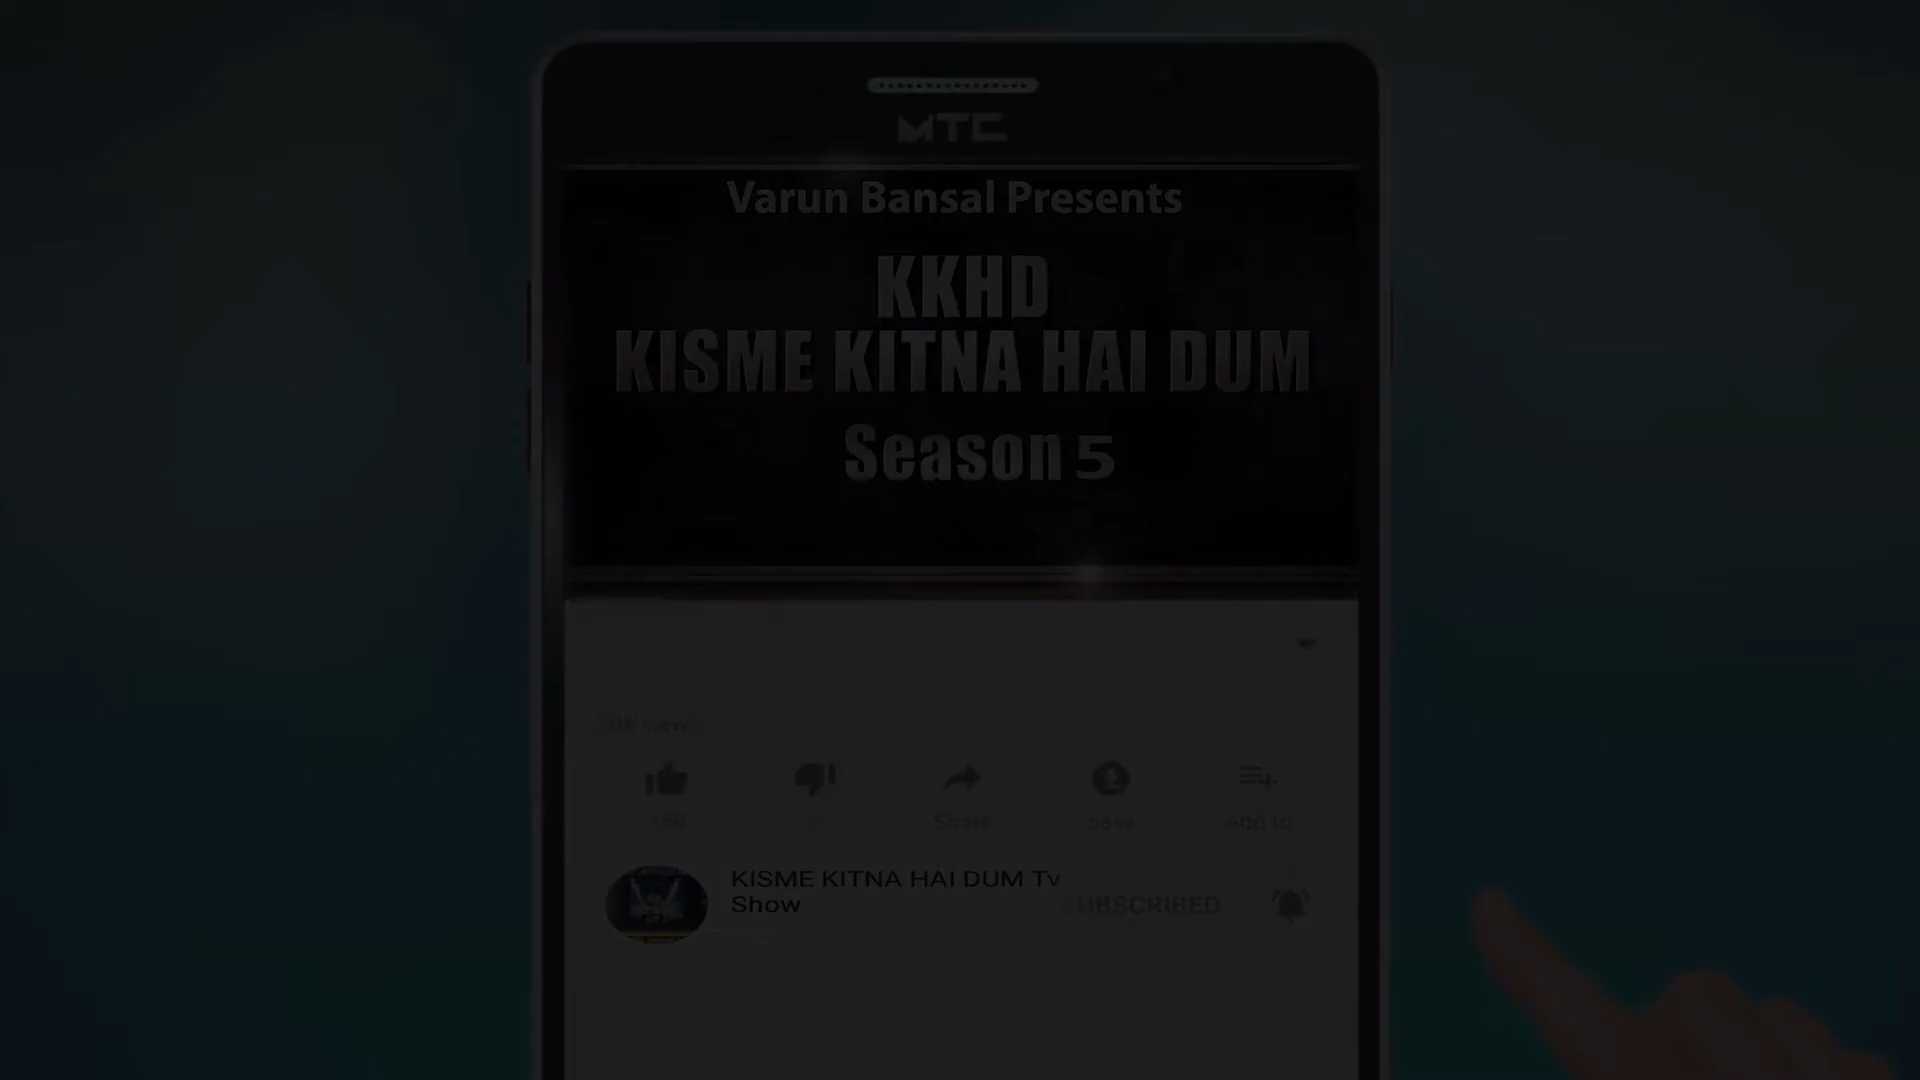 MTC
Varun Bansal Presents
KKHD
KISME KITNA HAI DUM
Season 5
Share
Save
Add to
KISME KITNA HAI DUM Tv
Show
SUBSCRIBED